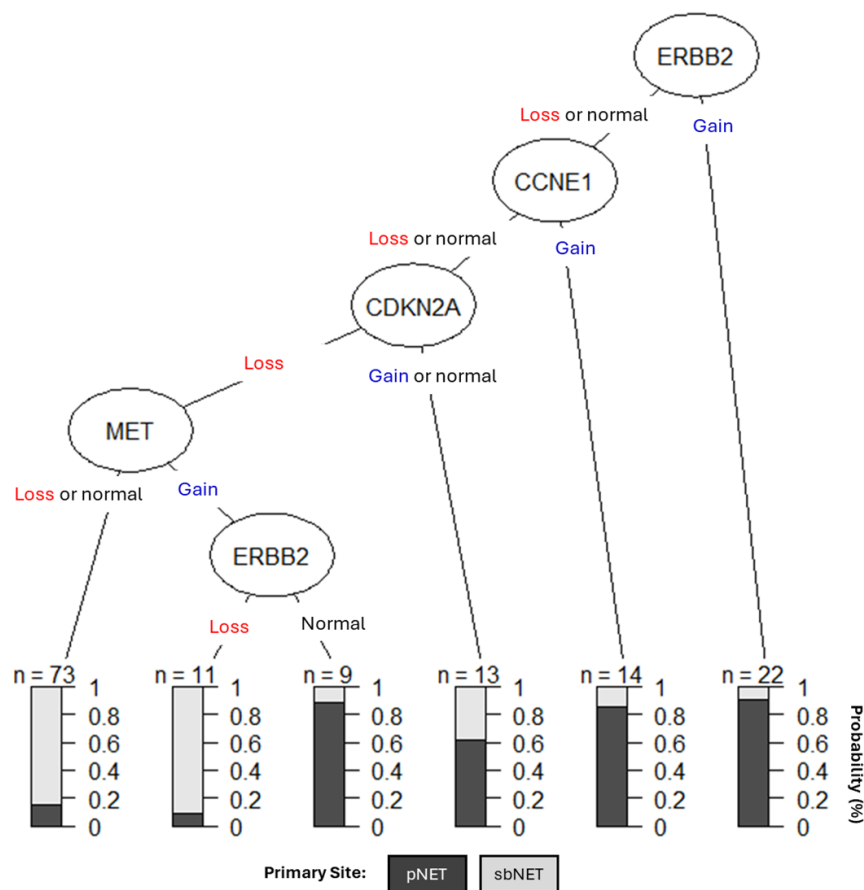 ERBB2
Loss or normal
Gain
CCNE1
Loss or normal
Gain
CDKN2A
Loss
Gain or normal
MET
Loss or normal
Gain
ERBB2
Loss
Normal
n = 73
n = 11
n = 9
n = 13
n = 14
n = 22
1 1 1 1 1 1
0.8 0.8 0.8 0.8 0.8 0.8
0.6 0.6 0.6 0.6 0.6 0.6
0.4 0.4 0.4 0.4 0.4 0.4
0.2 0.2 0.2 0.2 0.2 0.2
0 0 0 0 0 0
Probability (%)
Primary Site: pNET sbNET